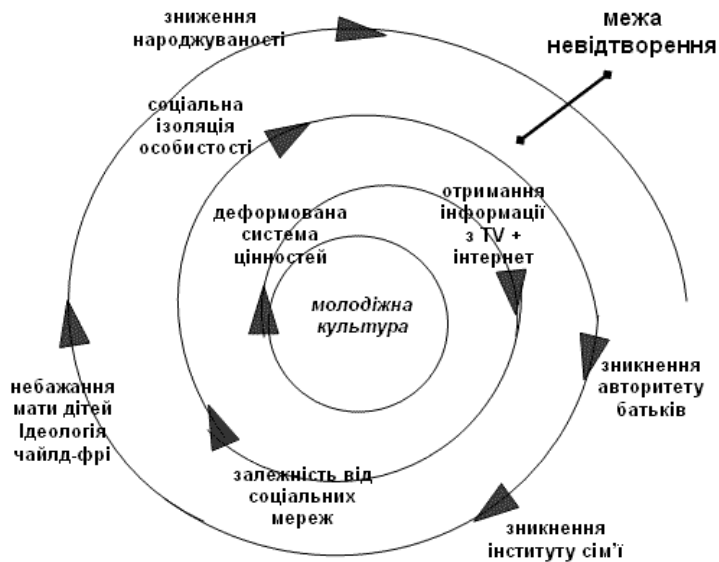 зниження
народжуваності
межа
невідтворення
соціальна
ізоляція
особистості
деформована
система
цінностей
отримання
інформації
з TV +
інтернет
молодіжна
культура
зникнення
авторитету
батьків
небажання
мати дітей
Ідеологія
чайлд-фрі
залежність від
соціальних
мереж
зникнення
інституту сім'ї